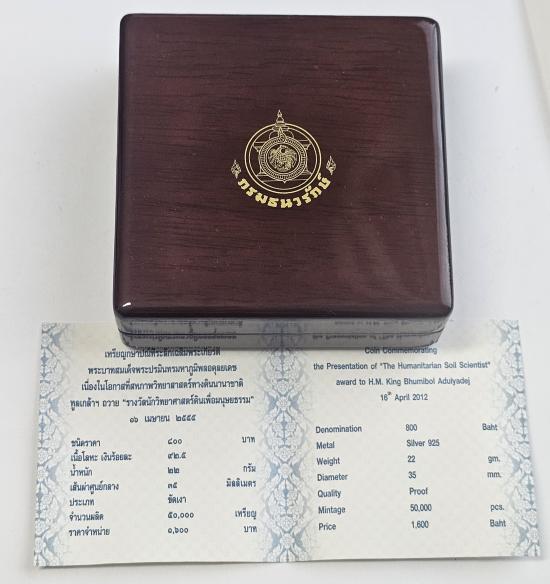 กรมธนารักษ์
เหรียญกษาปณ์ที่ระลึกเฉลิมพระเกียรติ
พระบาทสมเด็จพระปรมินทรมหาภูมิพลอดุลยเดช
เนื่องในโอกาสที่สหภาพวิทยาศาสตร์ทางดินนานาชาติ
ทูลเกล้าฯ ถวาย "รางวัลนักวิทยาศาสตร์ดินเพื่อมนุษยธรรม"
๑๖ เมษายน ๒๕๕๕
ชนิดราคา ๘๐๐ บาท
เนื้อโลหะ เงินร้อยละ ๙๒.๕
น้ำหนัก ๒๒ กรัม
เส้นผ่าศูนย์กลาง ๓๕ มิลลิเมตร
ประเภท ขัดเงา
จำนวนผลิต ๕๐,๐๐๐ เหรียญ
ราคาจำหน่าย ๑,๖๐๐ บาท
Coin Commemorating
the Presentation of "The Humanitarian Soil Scientist"
award to H.M. King Bhumibol Adulyadej
16th April 2012
Denomination 800 Baht
Metal Silver 925
Weight 22 gm.
Diameter 35 mm.
Quality Proof
Mintage 50,000 pcs.
Price 1,600 Baht